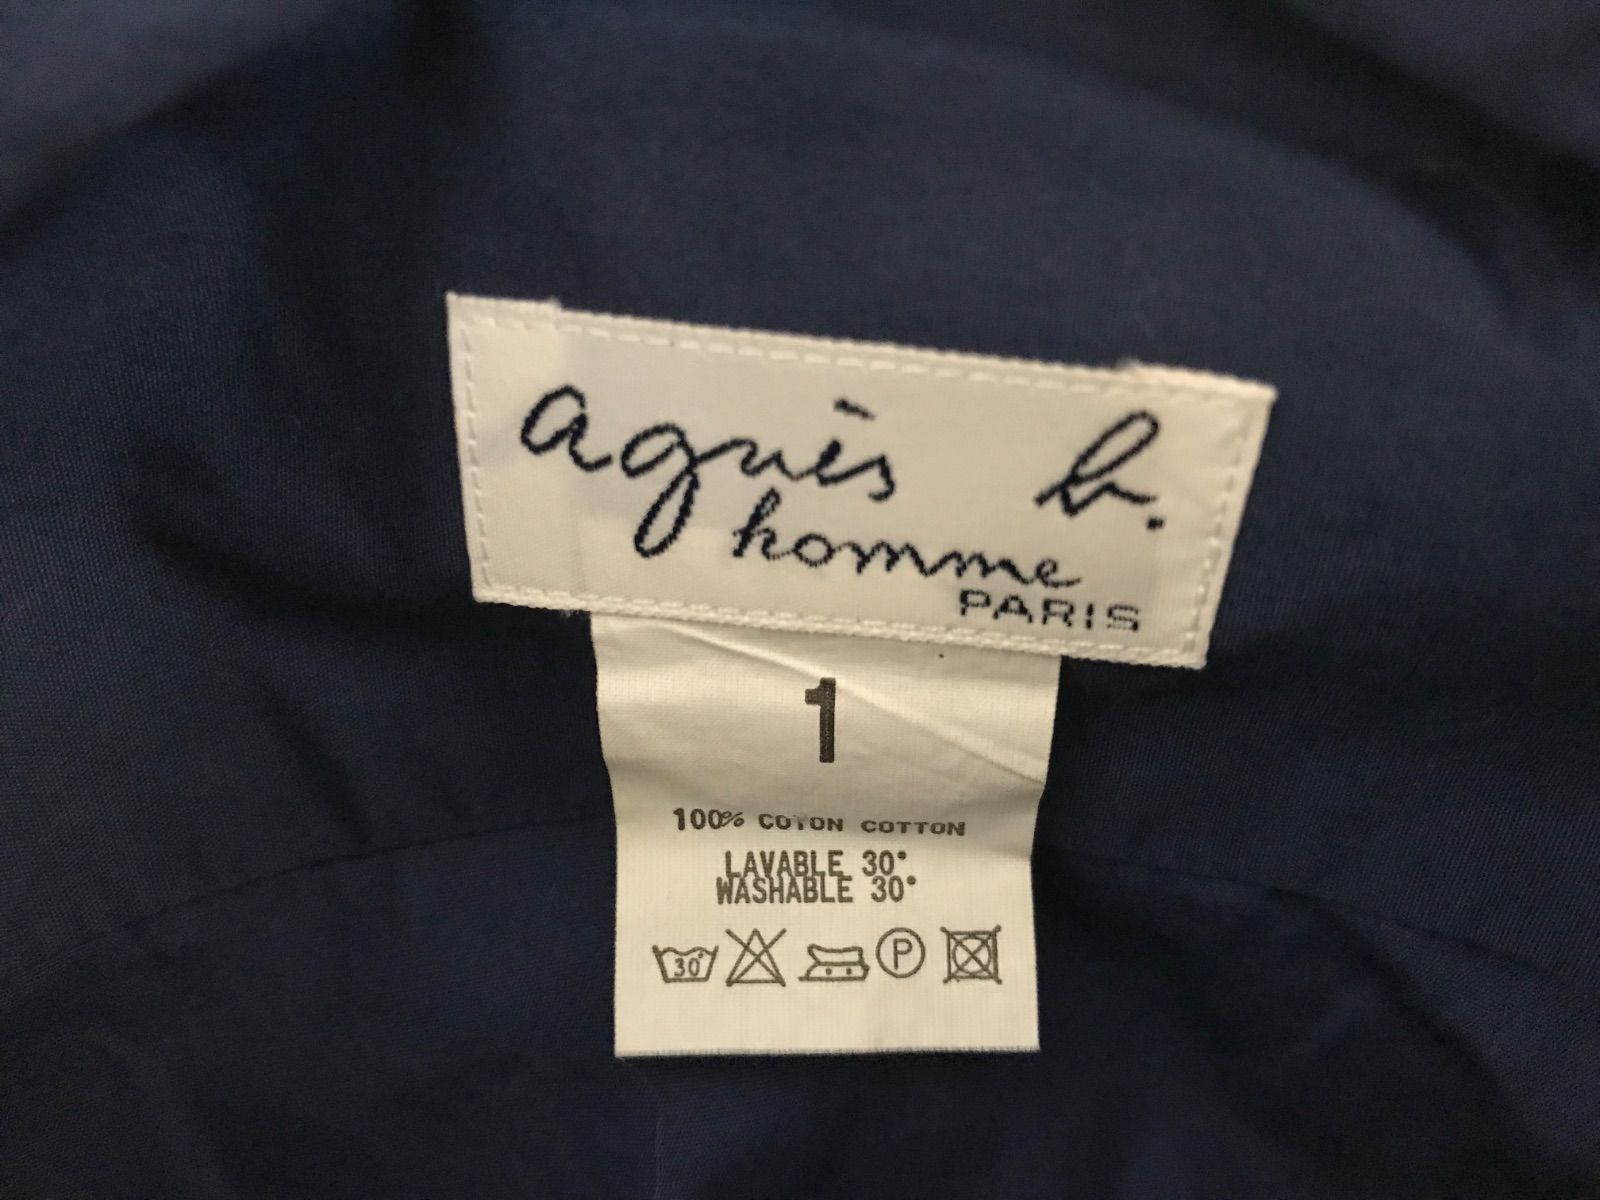 agnès b.
homme
PARIS
1
100% COTON COTTON
LAVABLE 30°
WASHABLE 30°
30° P